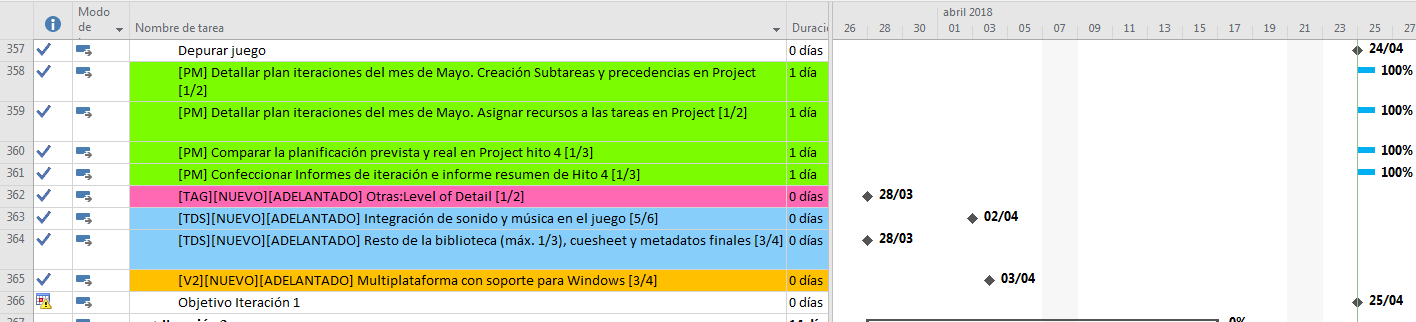 Modo de
Nombre de tarea
Duraci
abril 2018
26 28 30 01 03 05 07 09 11 13 15 17 19 21 23 25 27
357 Depurar juego 0 días 24/04
358 [PM] Detallar plan iteraciones del mes de Mayo. Creación Subtareas y precedencias en Project
[1/2] 1 día 100%
359 [PM] Detallar plan iteraciones del mes de Mayo. Asignar recursos a las tareas en Project [1/2] 1 día 100%
360 [PM] Comparar la planificación prevista y real en Project hito 4 [1/3] 1 día 100%
361 [PM] Confeccionar Informes de iteración e informe resumen de Hito 4 [1/3] 1 día 100%
362 [TAG][NUEVO][ADELANTADO] Otras:Level of Detail [1/2] 0 días 28/03
363 [TDS][NUEVO][ADELANTADO] Integración de sonido y música en el juego [5/6] 0 días 02/04
364 [TDS][NUEVO][ADELANTADO] Resto de la biblioteca (máx. 1/3), cuesheet y metadatos finales [3/4] 0 días 28/03
365 [V2][NUEVO][ADELANTADO] Multiplataforma con soporte para Windows [3/4] 0 días 03/04
366 Objetivo Iteración 1 0 días 25/04